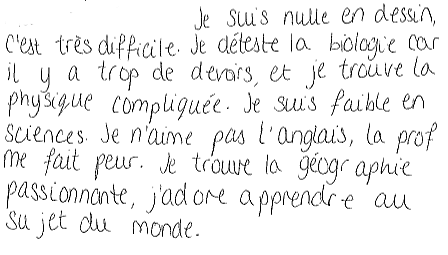 Je suis nulle en dessin,
c'est très difficile. Je déteste la biologie car
il y a trop de devoirs, et je trouve la
physique compliquée. Je suis faible en
sciences. Je n'aime pas l'anglais, la prof
me fait peur. Je trouve la géographie
passionnante, j'adore apprendre au
sujet du monde.